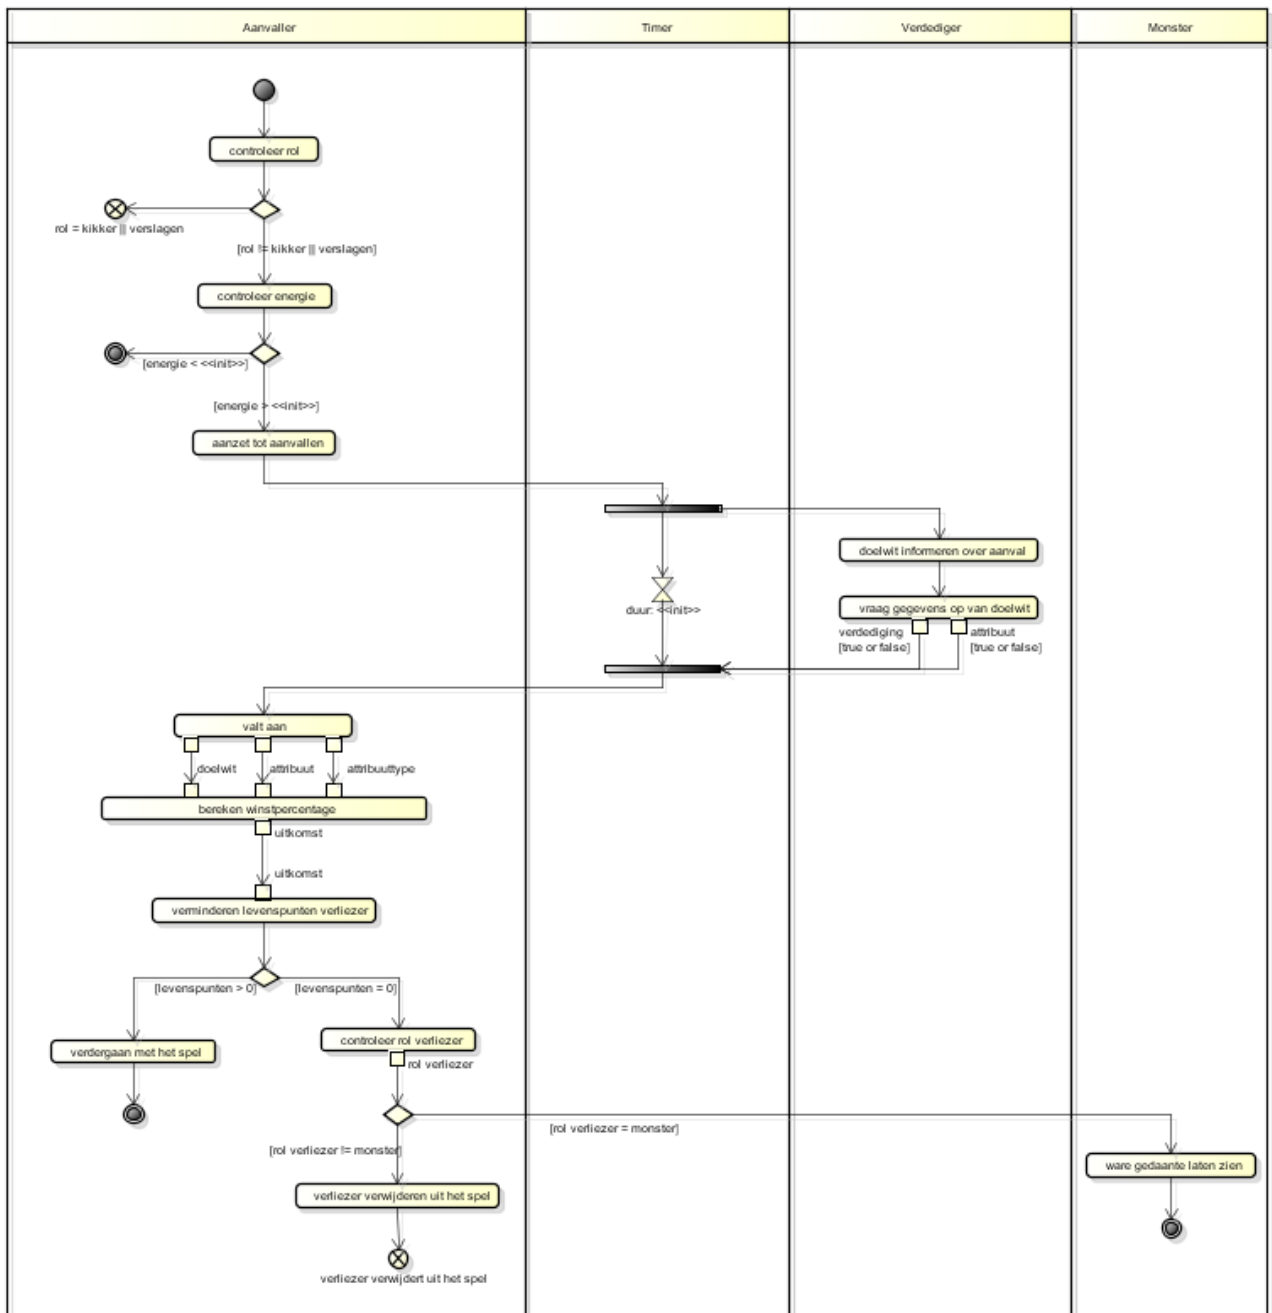 Aanvaller
Timer
Verdediger
Monster
controleer rol
rol = kikker || verslagen
[rol != kikker || verslagen]
controleer energie
[energie < <<init>>]
[energie > <<init>>]
aanzet tot aanvallen
doelwit informeren over aanval
duur: <<init>>
vraag gegevens op van doelwit
verdediging
[true or false]
attribuut
[true or false]
valt aan
doelwit
attribuut
attribuuttype
bereken winstpercentage
uitkomst
uitkomst
verminderen levenspunten verliezer
[levenspunten > 0]
[levenspunten = 0]
verdergaan met het spel
controleer rol verliezer
rol verliezer
[rol verliezer = monster]
[rol verliezer != monster]
ware gedaante laten zien
verliezer verwijderen uit het spel
verliezer verwijdert uit het spel